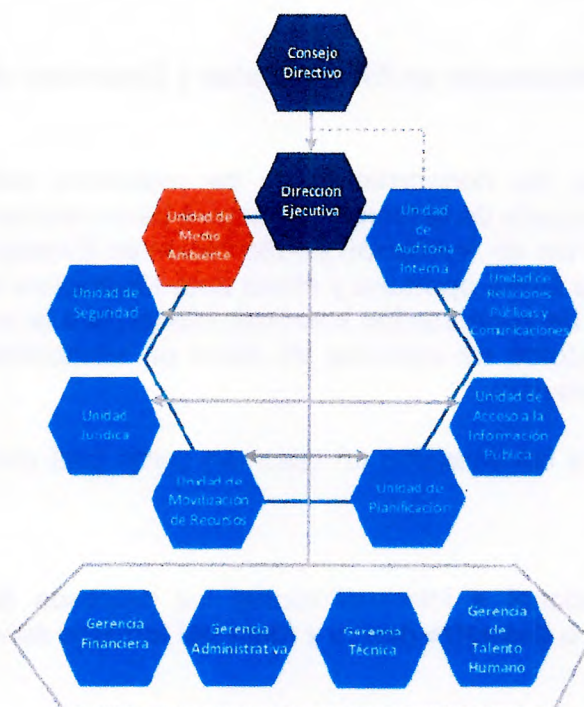 Consejo
Directivo
Dirección
Ejecutiva
Unidad de
Medio
Ambiente
Unidad
de
Auditoria
Interna
Unidad de
Seguridad
Unidad de
Relaciones
Públicas y
Comunicaciones
Unidad
Jurídica
Unidad de
Acceso a la
Información
Publica
Unidad de
Movilización
de Recursos
Unidad de
Planificación
Gerencia
Financiera
Gerencia
Administrativa
Gerencia
Técnica
Gerencia
de
Talento
Humano